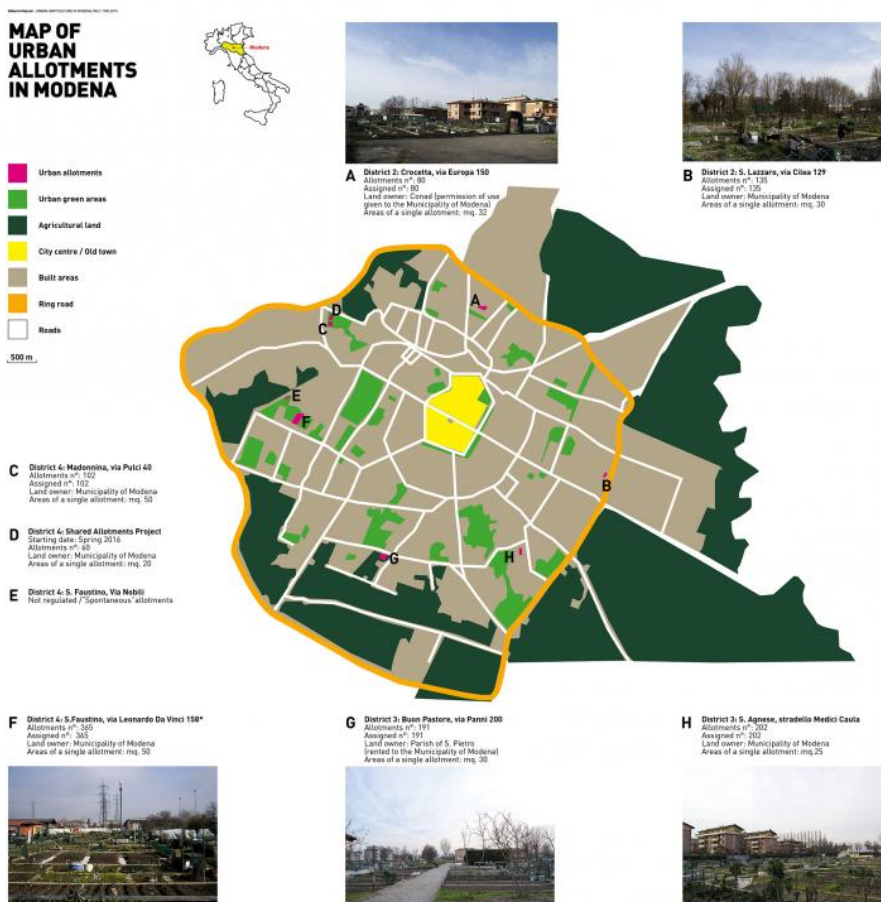 MAP OF
URBAN
ALLOTMENTS
IN MODENA
Modena
Urban allotments
Urban green areas
Agricultural land
City centre / Old town
Built areas
Ring road
Roads
500 m
A District 2: Crocetta, via Europa 150
Allotments n°: 80
Assigned n°: 80
Land owner: Conad (permission of use
given to the Municipality of Modena)
Areas of a single allotment: mq. 32
B District 2: S. Lazzaro, via Cilea 129
Allotments n°: 135
Assigned n°: 135
Land owner: Municipality of Modena
Areas of a single allotment: mq. 30
A
D
C
E
F
B
G
H
C District 4: Madonnina, via Pulci 40
Allotments n°: 102
Assigned n°: 102
Land owner: Municipality of Modena
Areas of a single allotment: mq. 50
D District 4: Shared Allotments Project
Starting date: Spring 2016
Allotments n°: 60
Land owner: Municipality of Modena
Areas of a single allotment: mq. 20
E District 4: S. Faustino, Via Nobili
Not regulated / "Spontaneous" allotments
F District 4: S.Faustino, via Leonardo Da Vinci 158*
Allotments n°: 365
Assigned n°: 365
Land owner: Municipality of Modena
Areas of a single allotment: mq. 50
G District 3: Buon Pastore, via Panni 200
Allotments n°: 191
Assigned n°: 191
Land owner: Parish of S. Pietro
(rented to the Municipality of Modena)
Areas of a single allotment: mq. 30
H District 3: S. Agnese, stradello Medici Caula
Allotments n°: 202
Assigned n°: 202
Land owner: Municipality of Modena
Areas of a single allotment: mq.25